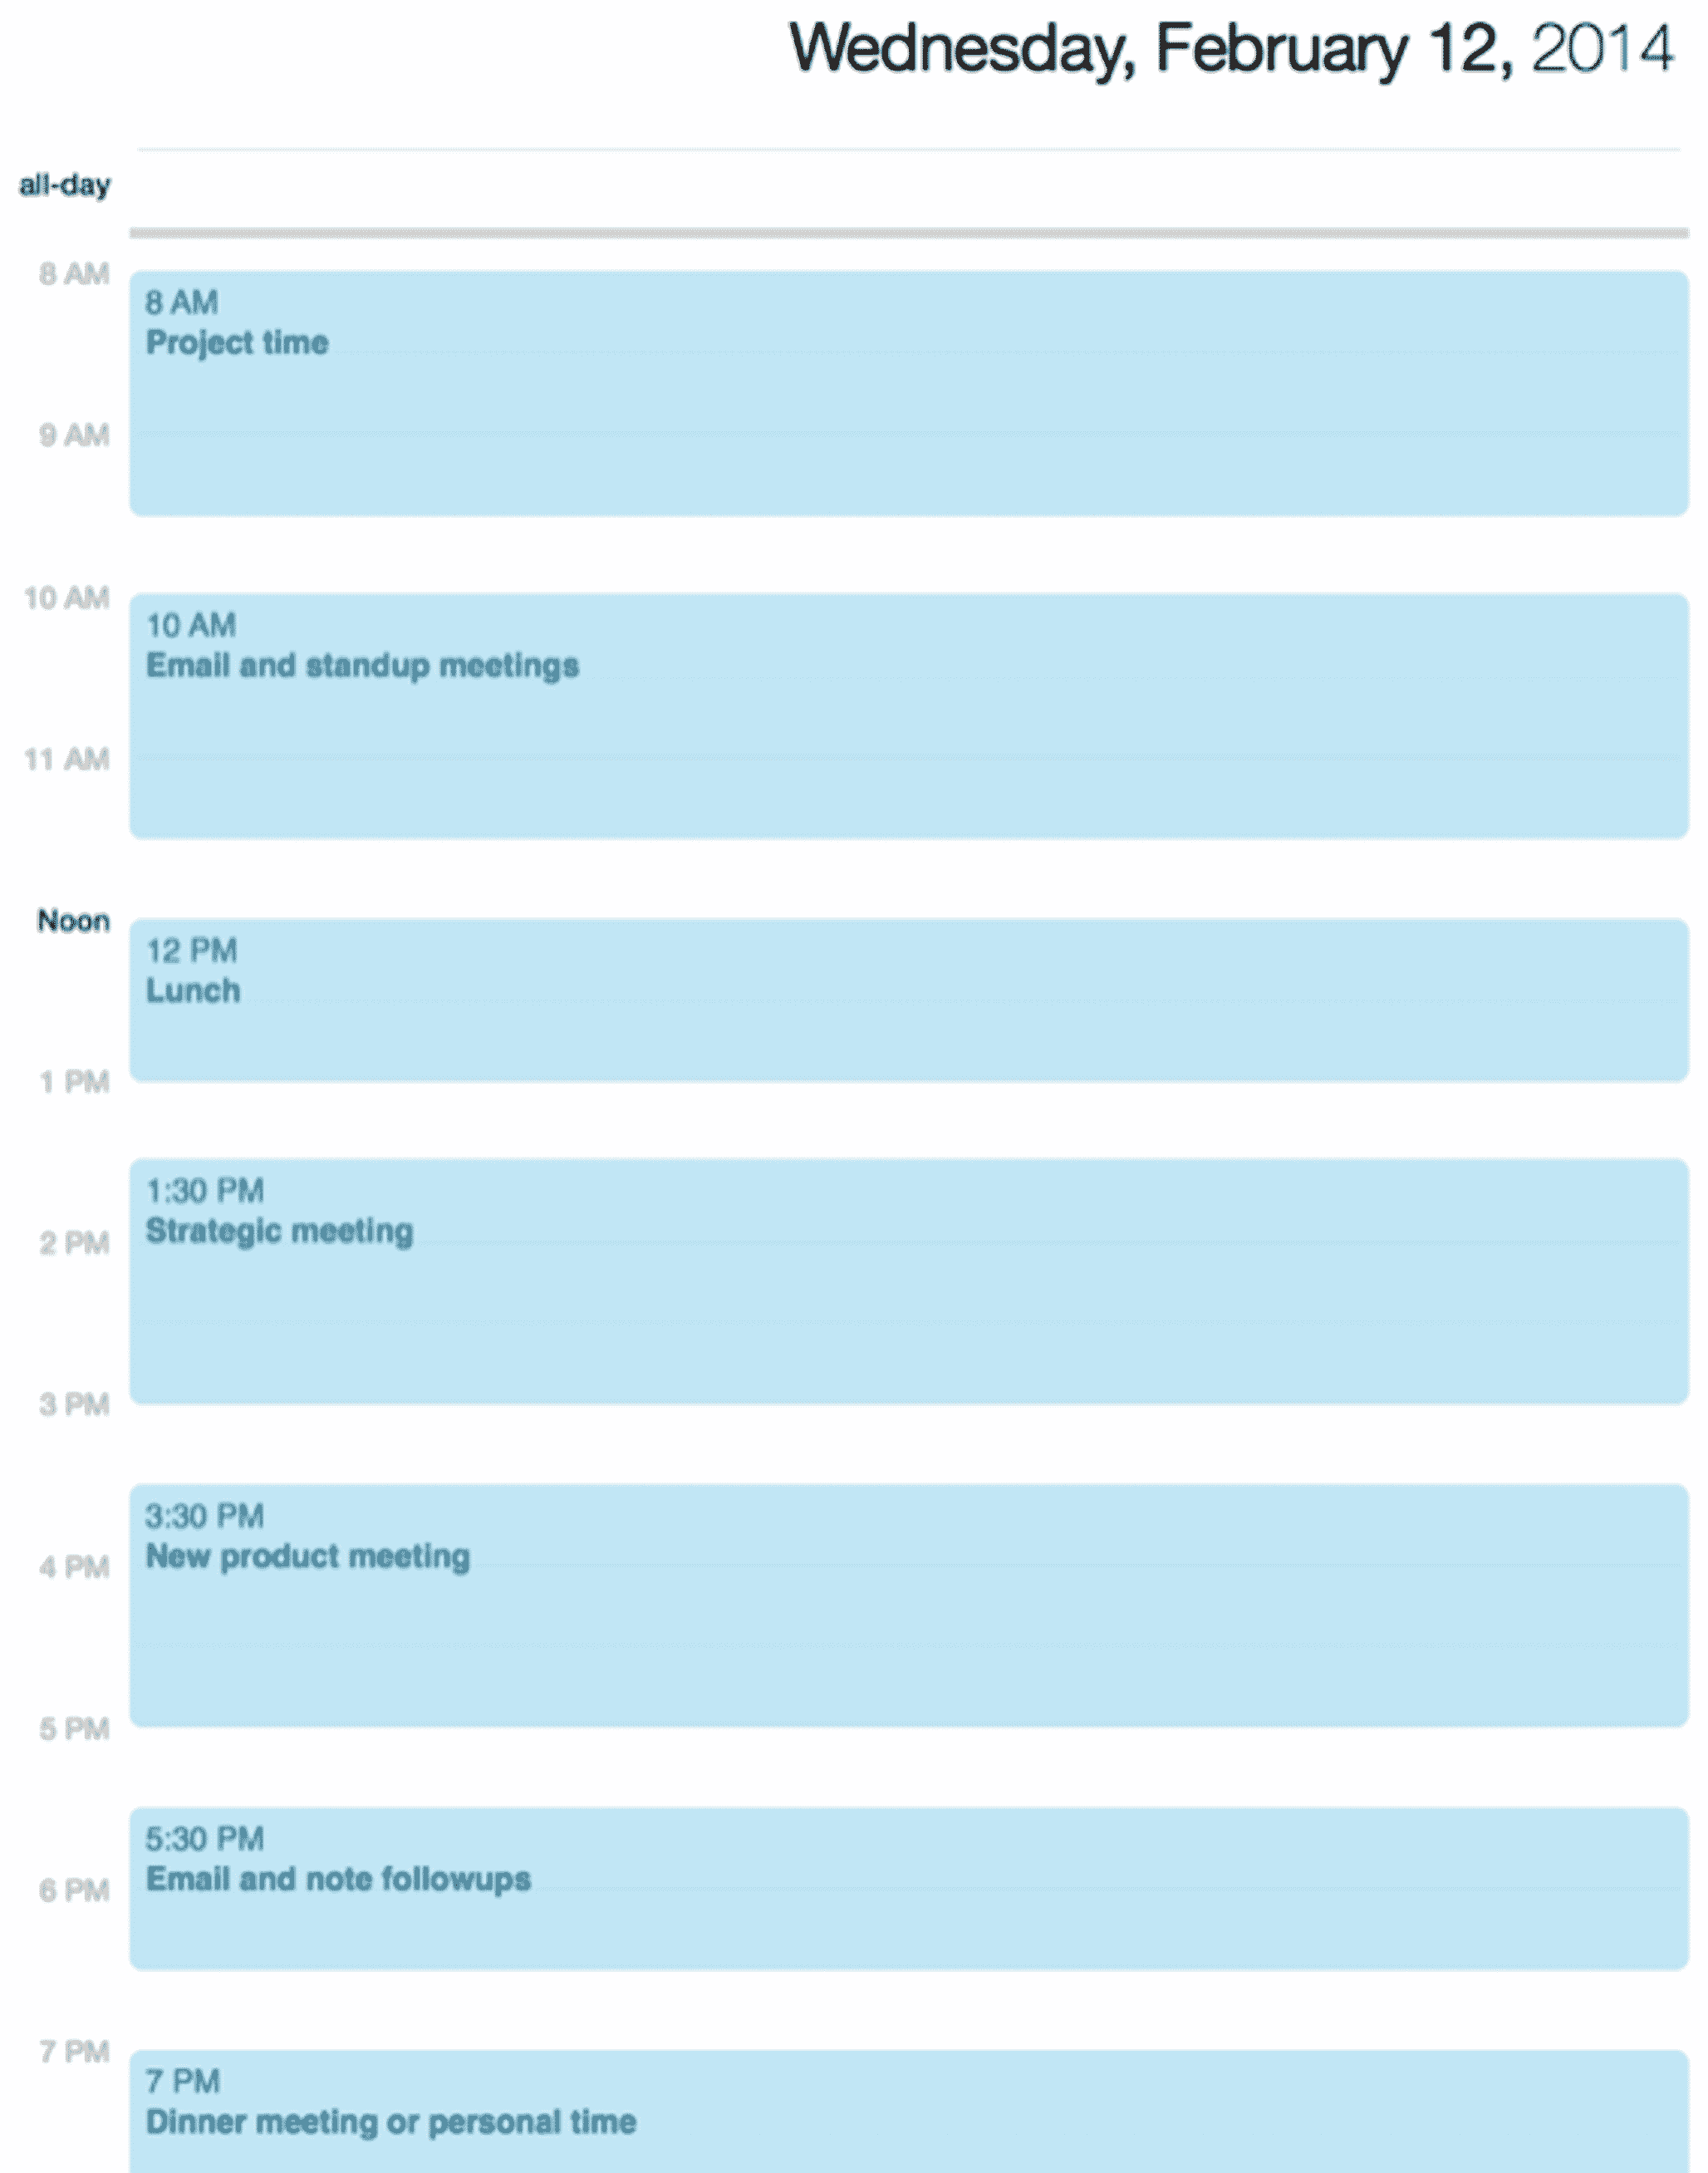 Wednesday, February 12, 2014
all-day
8 AM
8 AM
Project time
9 AM
10 AM
10 AM
Email and standup meetings
11 AM
Noon
12 PM
Lunch
1 PM
1:30 PM
2 PM
Strategic meeting
3 PM
3:30 PM
4 PM
New product meeting
5 PM
5:30 PM
6 PM
Email and note followups
7 PM
7 PM
Dinner meeting or personal time